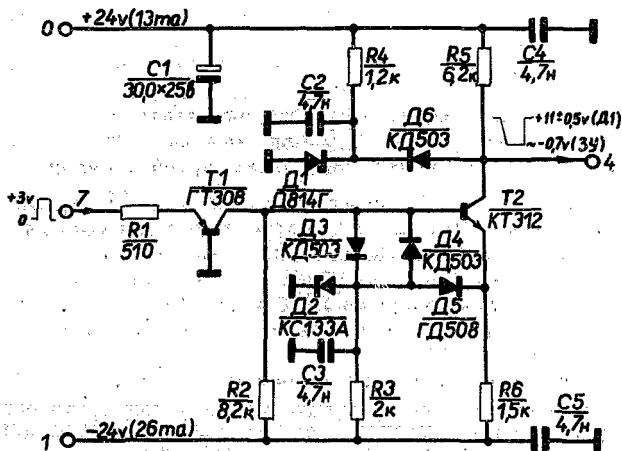 0 +24v(13ma)
C1
30,0×25в
C2
4,7н
R4
1,2к
R5
6,2к
C4
4,7н
Д6
КД503
+11±0,5v(Д1)
~-0,7v(ЗУ)
4
Д1
Д814Г
+3v
0
7
R1
510
Т1
ГТ308
Т2
КТ312
Д3
КД503
Д4
КД503
Д2
КС133А
Д5
ГД508
C3
4,7н
R2
8,2к
R3
2к
R6
1,5к
C5
4,7н
1 -24v(26ma)